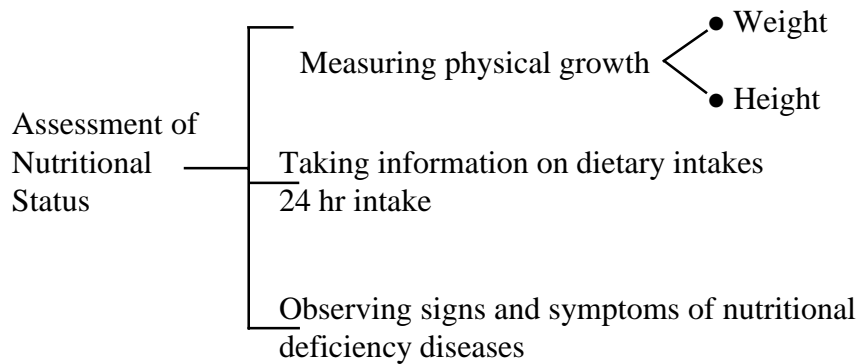 ● Weight
Measuring physical growth
● Height
Assessment of
Nutritional
Status
Taking information on dietary intakes
24 hr intake
Observing signs and symptoms of nutritional
deficiency diseases